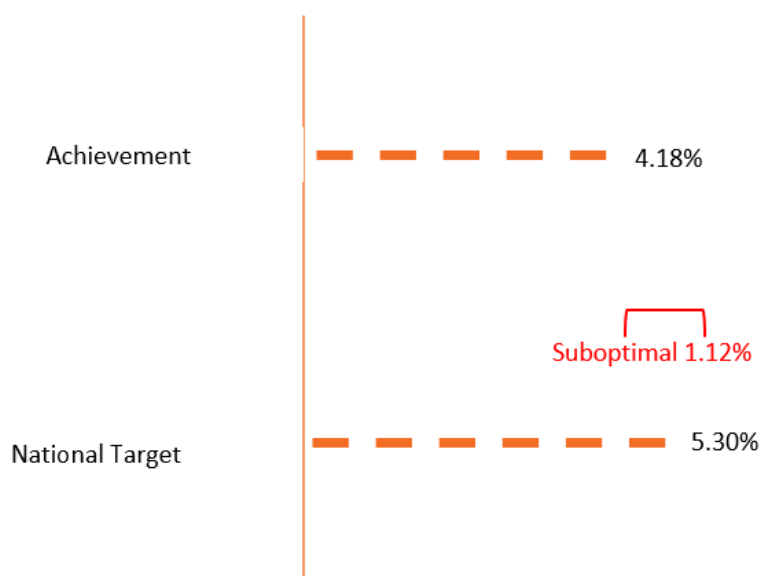 Achievement
4.18%
Suboptimal 1.12%
National Target
5.30%